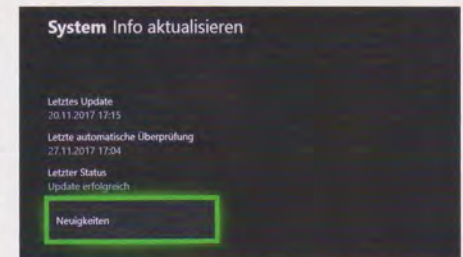 System Info aktualisieren
Letztes Update
20.11.2017 17:15
Letzte automatische Überprüfung
27.11.2017 17:04
Letzter Status
Update erfolgreich
Neuigkeiten